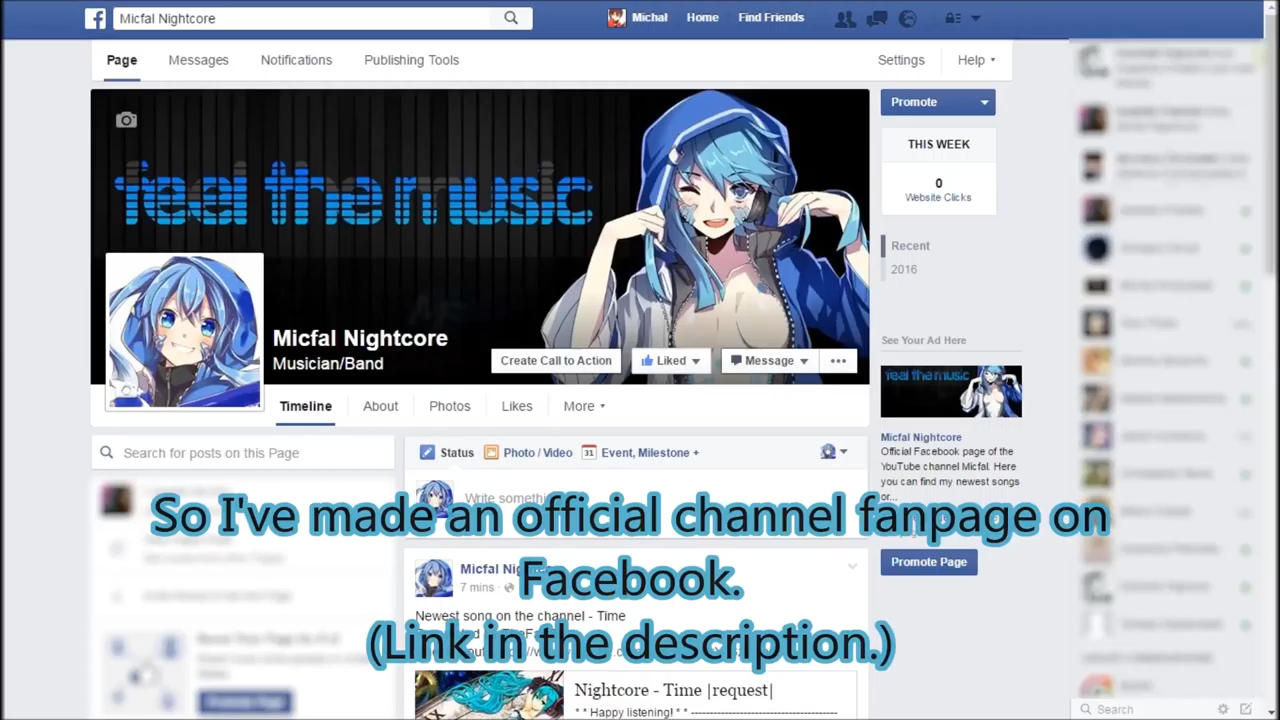 Micfal Nightcore
Michał Home Find Friends
Page Messages Notifications Publishing Tools Settings Help
feel the music
Micfal Nightcore
Musician/Band
Create Call to Action Liked Message
Timeline About Photos Likes More
Promote
THIS WEEK
0
Website Clicks
Recent
2016
See Your Ad Here
feel the music
Micfal Nightcore
Official Facebook page of the
YouTube channel Micfal. Here
you can find my newest songs
or...
Promote Page
Search for posts on this Page
Status Photo / Video 31 Event, Milestone +
Write
So I've made an official channel fanpage on
Facebook.
(Link in the description.)
Micfal
7 mins
Newest song on the channel - Time
Nightcore - Time |request|
* * Happy listening! * * ----------------------------------------
Search